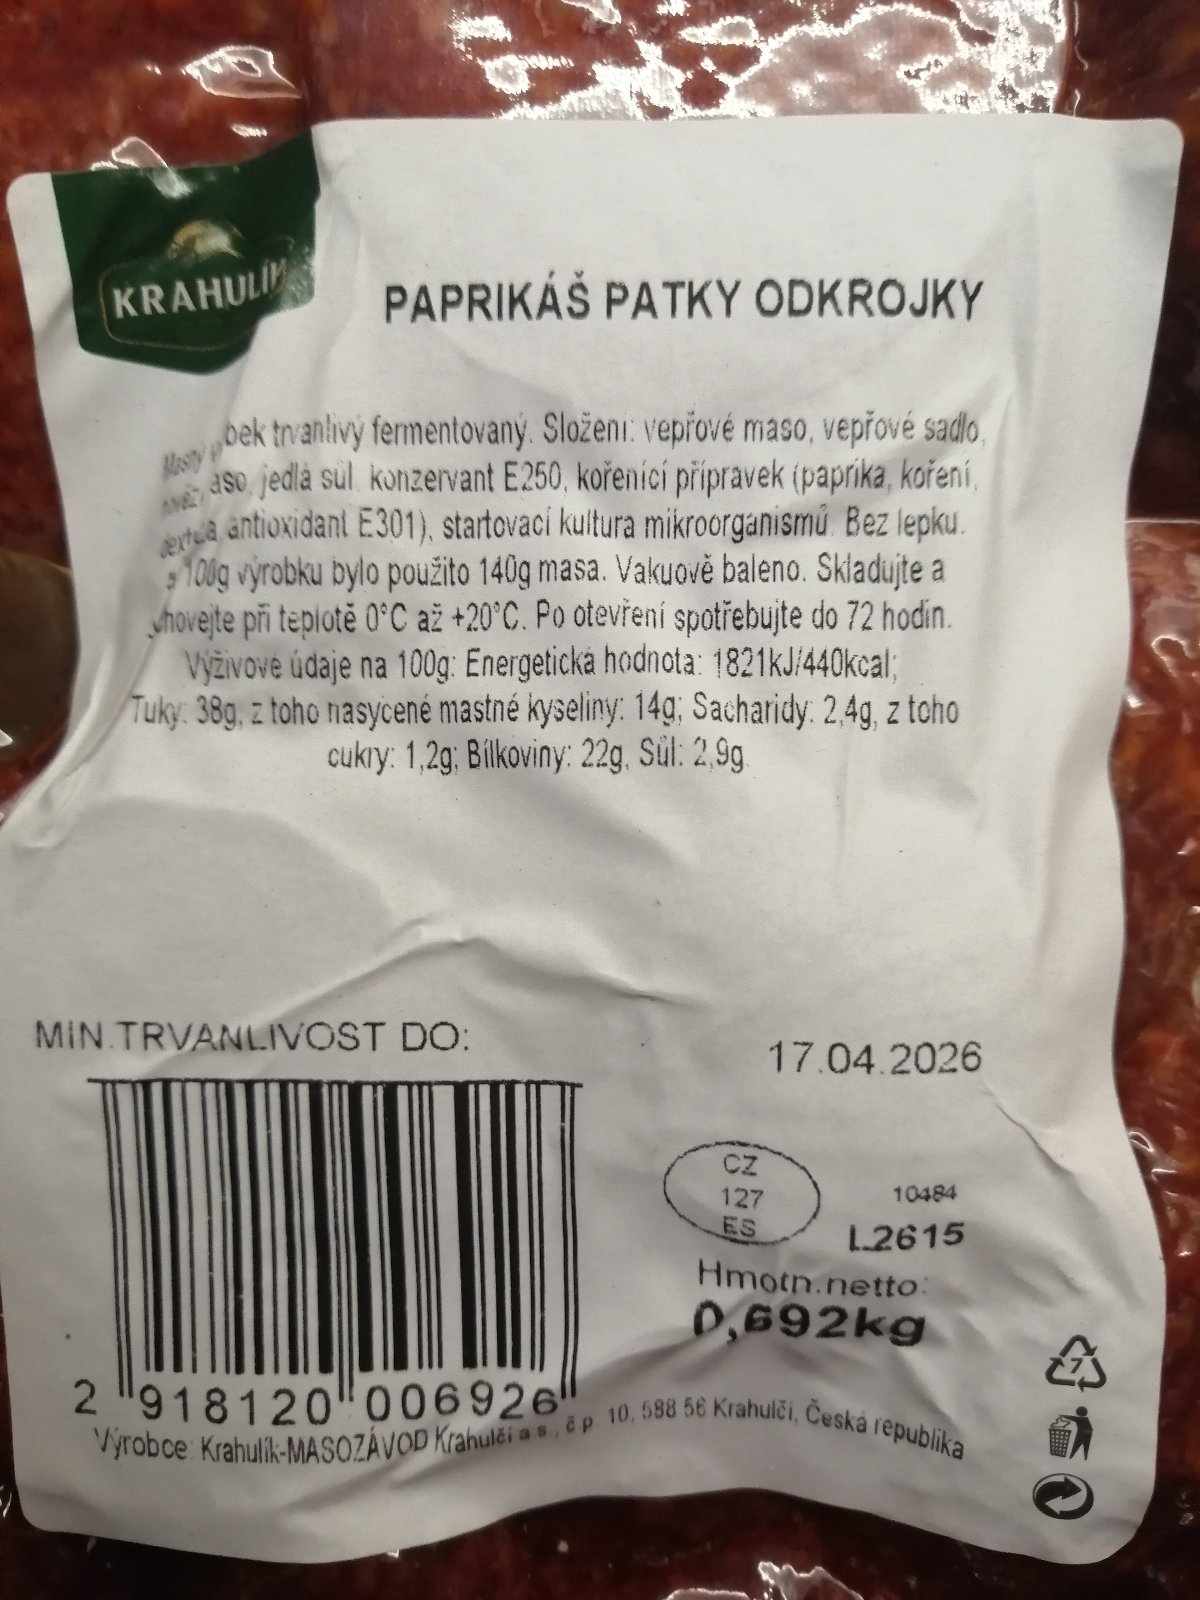 KRAHULÍK
PAPRIKÁŠ PATKY ODKROJKY
Masný trvanlivý fermentovaný. Složení: vepřové maso, vepřové sadlo,
jedlá sůl konzervant E250, kořenící přípravek (paprika, koření,
antioxidant E301), startovací kultura mikroorganismů. Bez lepku.
100g výrobku bylo použito 140g masa. Vakuově baleno. Skladujte a
při teplotě 0°C až +20°C. Po otevření spotřebujte do 72 hodin.
Výživové údaje na 100g: Energetická hodnota: 1821kJ/440kcal;
Tuky: 38g, z toho nasycené mastné kyseliny: 14g; Sacharidy: 2,4g, z toho
cukry: 1,2g; Bílkoviny: 22g, Sůl: 2,9g
MIN.TRVANLIVOST DO:
17.04.2026
CZ
127
ES
10484
L2615
Hmotn.netto:
0,692kg
7
2 918120 006926
Výrobce: Krahulík-MASOZÁVOD Krahulčí a s., č.p. 10, 588 56 Krahulčí, Česká republika